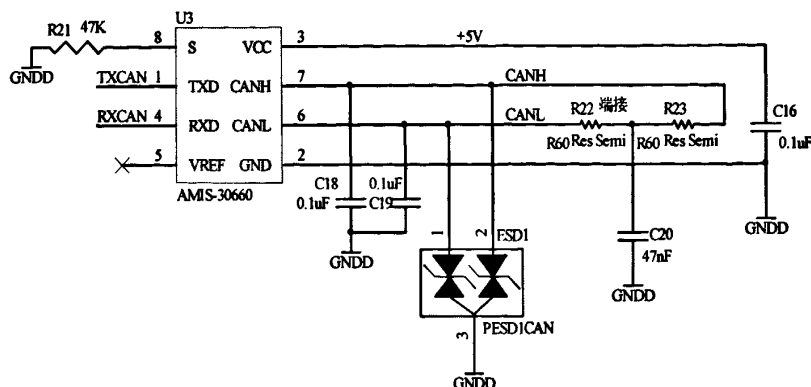 R21 47K
U3
8
S
VCC
3
+5V
GNDD
TXCAN 1
TXD
CANH
7
CANH
RXCAN 4
RXD
CANL
6
CANL
R22 端接
R23
R60 Res Semi
R60 Res Semi
C16
0.1uF
5
VREF
GND
2
AMIS-30660
C18
0.1uF
0.1uF
C19
GNDD
1
2
ESD1
C20
47nF
GNDD
GNDD
3
PESD1CAN
GNDD